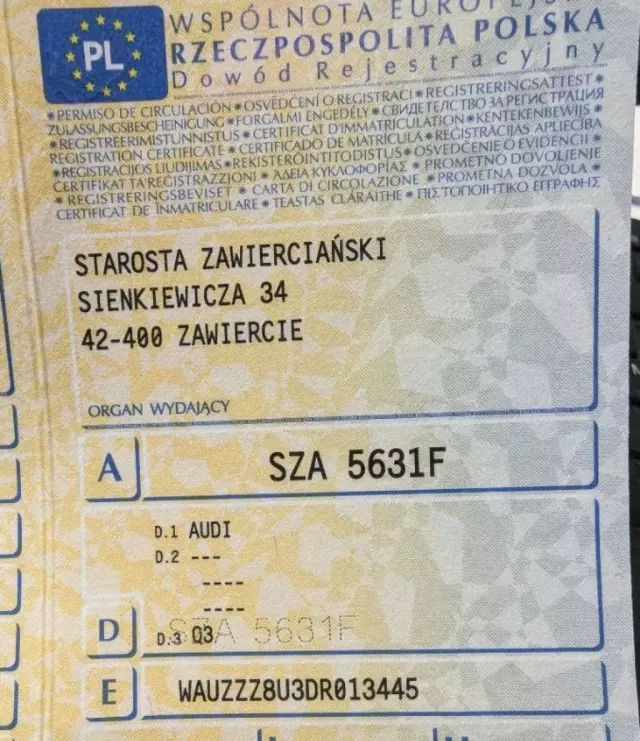 WSPÓLNOTA EUROPEJSKA
PL
RZECZPOSPOLITA POLSKA
Dowód Rejestracyjny
* PERMISO DE CIRCULACIÓN * OSVĚDČENÍ O REGISTRACI * REGISTRERINGSATTEST *
ZULASSUNGSBESCHEINIGUNG * FORGALMI ENGEDÉLY * СВИДЕТЕЛСТВО ЗА РЕГИСТРАЦИЯ
* REGISTREERIMISTUNNISTUS * CERTIFICAT D'IMMATRICULATION * KENTEKENBEWIJS *
REGISTRATION CERTIFICATE * CERTIFICADO DE MATRÍCULA * REĢISTRĀCIJAS APLIECĪBA
* REGISTRACIJOS LIUDIJIMAS * REKISTERÖINTITODISTUS * OSVEDČENIE O EVIDENCII *
ĊERTIFIKAT TA' REĠISTRAZZJONI * ΆΔΕΙΑ ΚΥΚΛΟΦΟΡΙΑΣ * PROMETNO DOVOLJENJE
* REGISTRERINGSBEVISET * CARTA DI CIRCOLAZIONE * PROMETNA DOZVOLA *
CERTIFICAT DE ÎNMATRICULARE * TEASTAS CLÁRAITHE * ΠΙΣΤΟΠΟΙΗΤΙΚΟ ΕΓΓΡΑΦΗΣ
STAROSTA ZAWIERCIAŃSKI
SIENKIEWICZA 34
42-400 ZAWIERCIE
ORGAN WYDAJĄCY
A SZA 5631F
D.1 AUDI
D.2 ---
----
----
D D.3 Q3 SZA 5631F
E WAUZZZ8U3DR013445